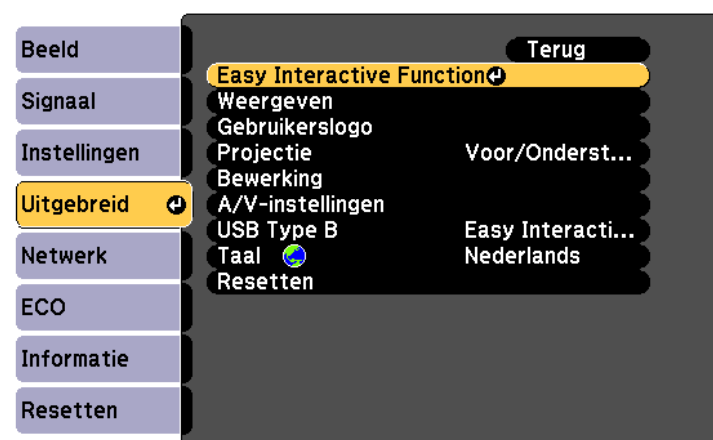 Beeld
Signaal
Instellingen
Uitgebreid
Netwerk
ECO
Informatie
Resetten
Terug
Easy Interactive Function
Weergeven
Gebruikerslogo
Projectie Voor/Onderst...
Bewerking
A/V-instellingen
USB Type B Easy Interacti...
Taal Nederlands
Resetten